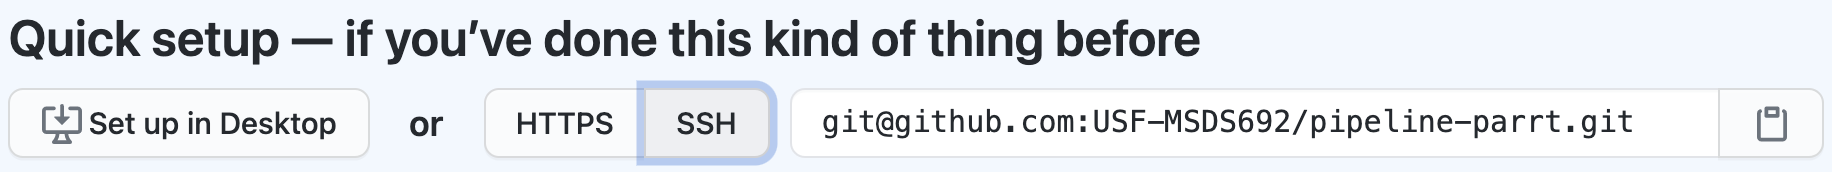 Quick setup — if you’ve done this kind of thing before
Set up in Desktop or HTTPS SSH git@github.com:USF-MSDS692/pipeline-parrt.git